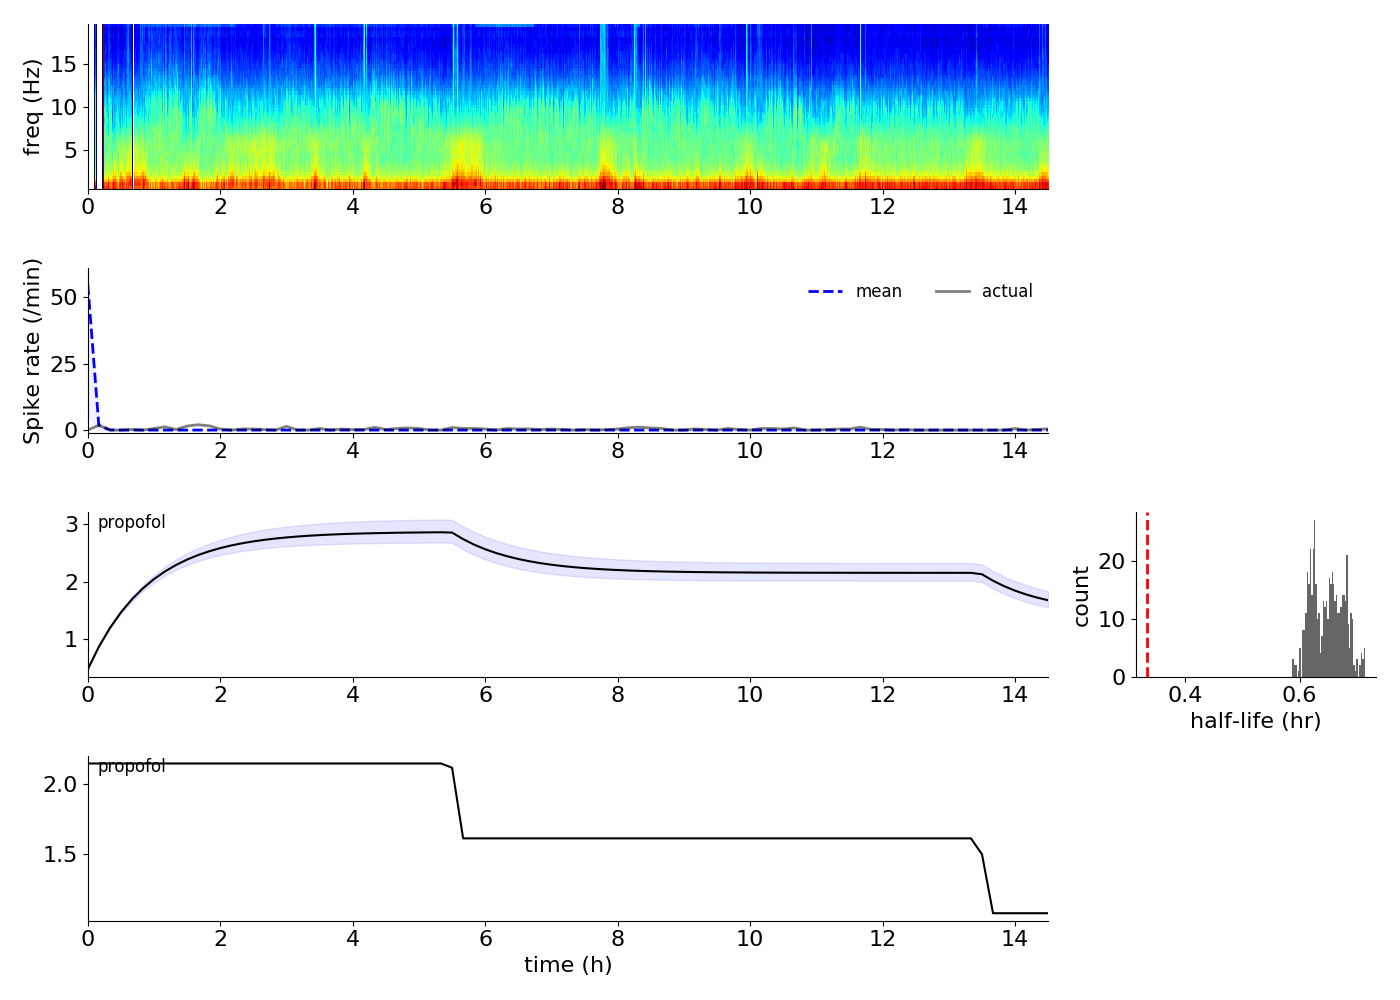 freq (Hz)
15
10
5
0 2 4 6 8 10 12 14
Spike rate (/min)
50
25
0
mean actual
0 2 4 6 8 10 12 14
propofol
3
2
1
0 2 4 6 8 10 12 14
count
20
10
0
0.4 0.6
half-life (hr)
propofol
2.0
1.5
0 2 4 6 8 10 12 14
time (h)